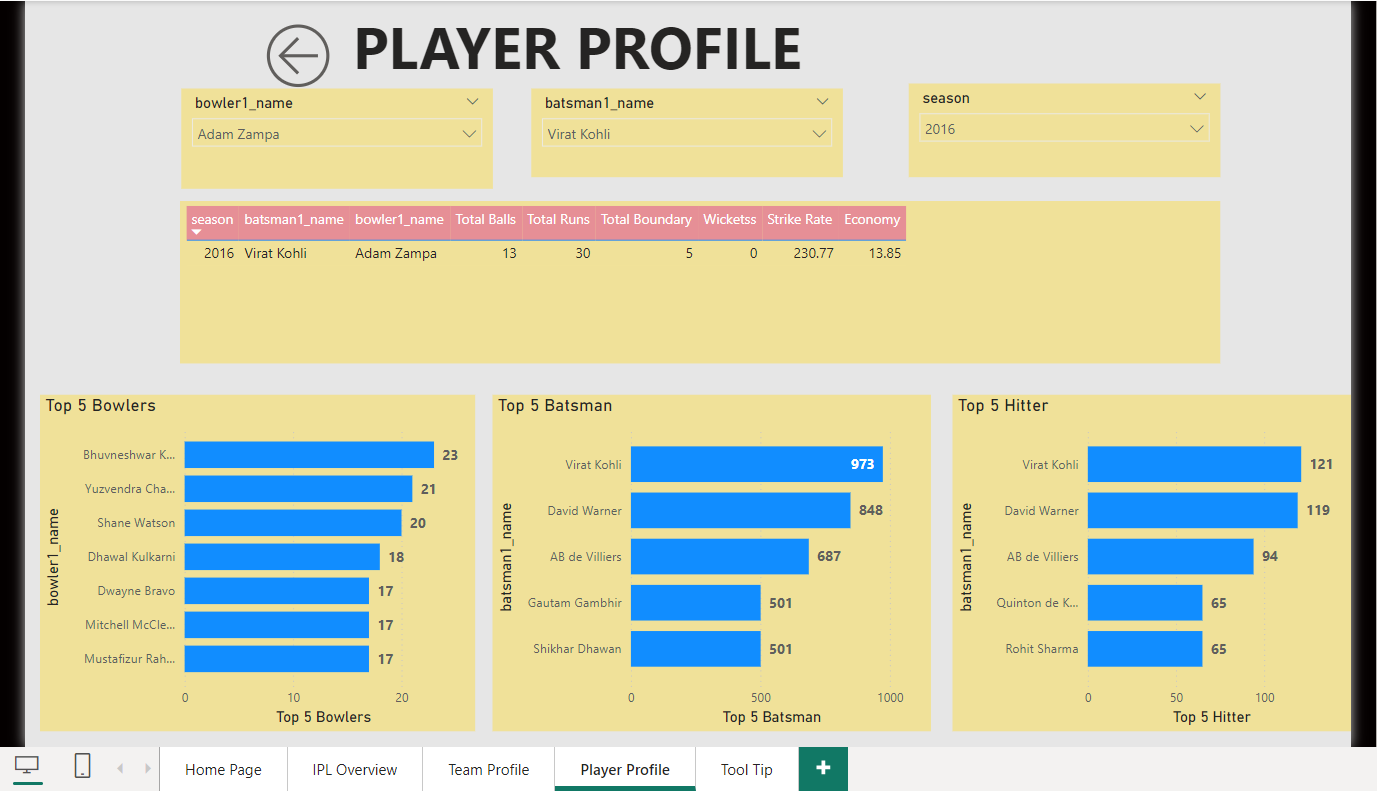 PLAYER PROFILE
bowler1_name
Adam Zampa
batsman1_name
Virat Kohli
season
2016
season batsman1_name bowler1_name Total Balls Total Runs Total Boundary Wicketss Strike Rate Economy
2016 Virat Kohli Adam Zampa 13 30 5 0 230.77 13.85
Top 5 Bowlers
bowler1_name
Bhuvneshwar K... 23
Yuzvendra Cha... 21
Shane Watson 20
Dhawal Kulkarni 18
Dwayne Bravo 17
Mitchell McCle... 17
Mustafizur Rah... 17
0 10 20
Top 5 Bowlers
Top 5 Batsman
batsman1_name
Virat Kohli 973
David Warner 848
AB de Villiers 687
Gautam Gambhir 501
Shikhar Dhawan 501
0 500 1000
Top 5 Batsman
Top 5 Hitter
batsman1_name
Virat Kohli 121
David Warner 119
AB de Villiers 94
Quinton de K... 65
Rohit Sharma 65
0 50 100
Top 5 Hitter
Home Page IPL Overview Team Profile Player Profile Tool Tip +